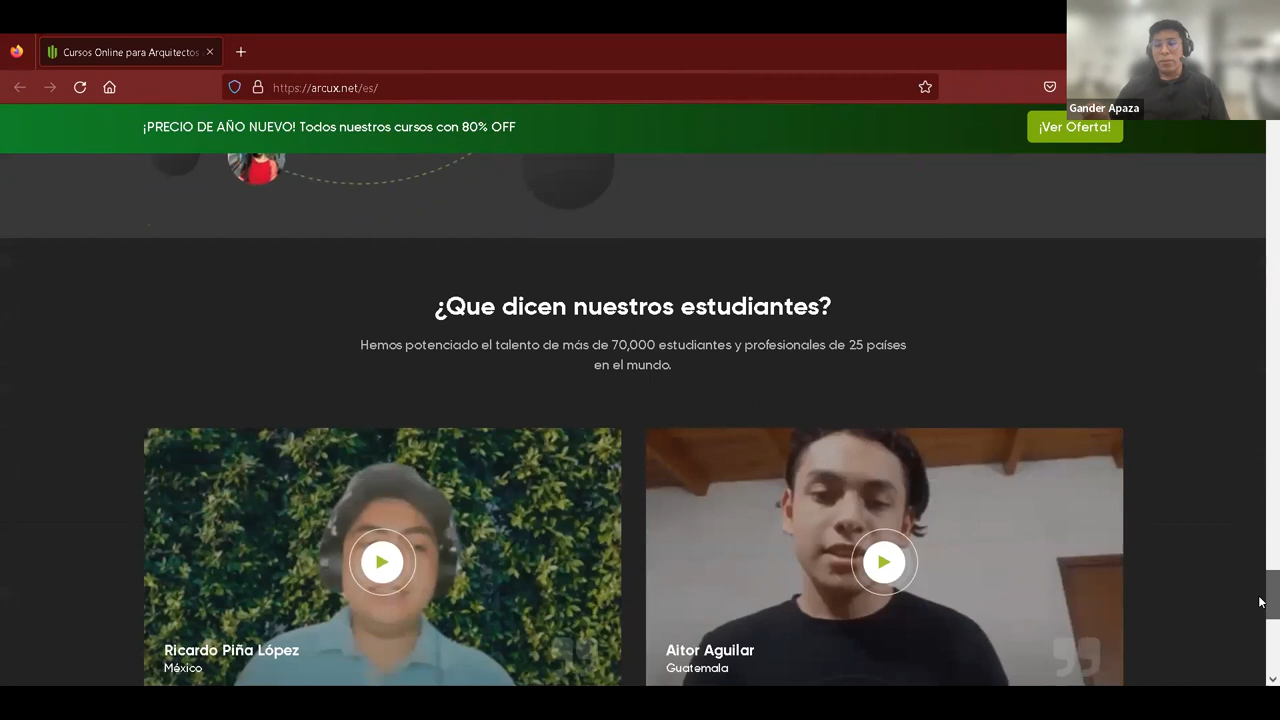 Cursos Online para Arquitectos
https://arcux.net/es/
Gander Apaza
¡PRECIO DE AÑO NUEVO! Todos nuestros cursos con 80% OFF
¡Ver Oferta!
¿Que dicen nuestros estudiantes?
Hemos potenciado el talento de más de 70,000 estudiantes y profesionales de 25 países
en el mundo.
Ricardo Piña López
México
Aitor Aguilar
Guatemala